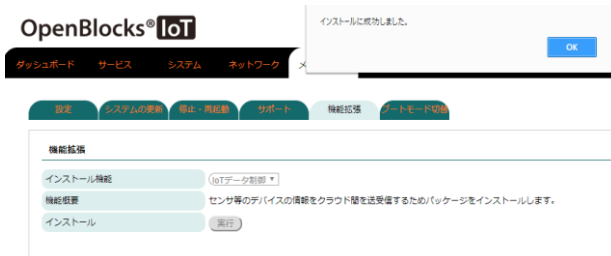 OpenBlocks® IoT
インストールに成功しました。
OK
ダッシュボード サービス システム ネットワーク
設定 システムの更新 停止・再起動 サポート 機能拡張 ブートモード切替
機能拡張
インストール機能 IoTデータ制御
機能概要 センサ等のデバイスの情報をクラウド間を送受信するためパッケージをインストールします。
インストール 実行